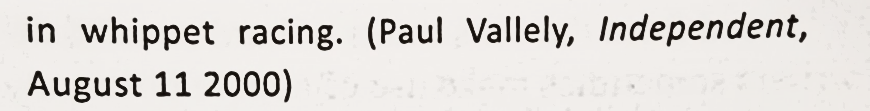 in whippet racing. (Paul Vallely, Independent,
August 11 2000)